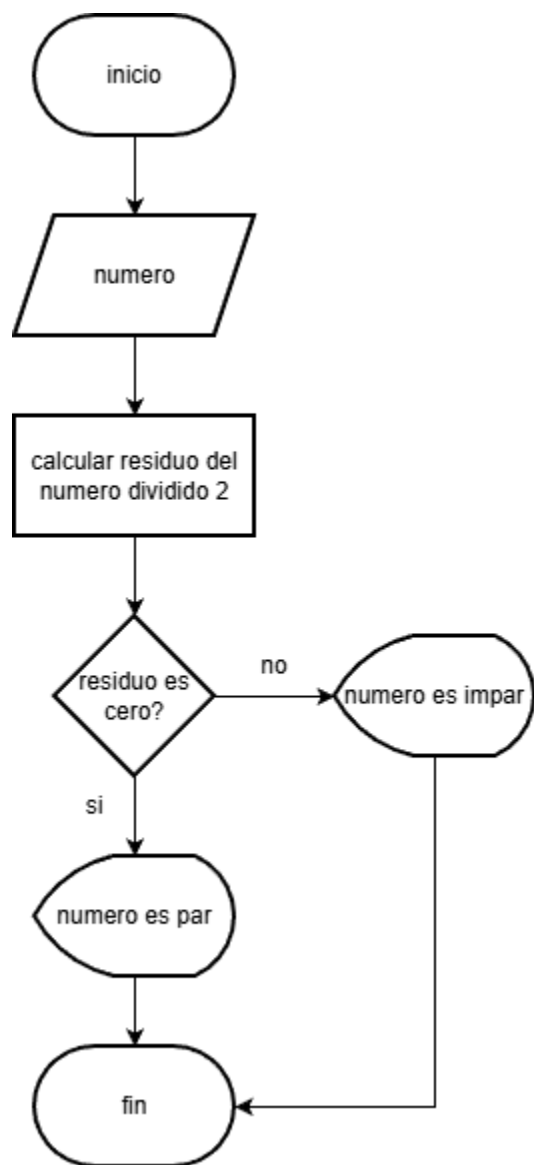 inicio
numero
calcular residuo del
numero dividido 2
residuo es
cero?
no
numero es impar
si
numero es par
fin